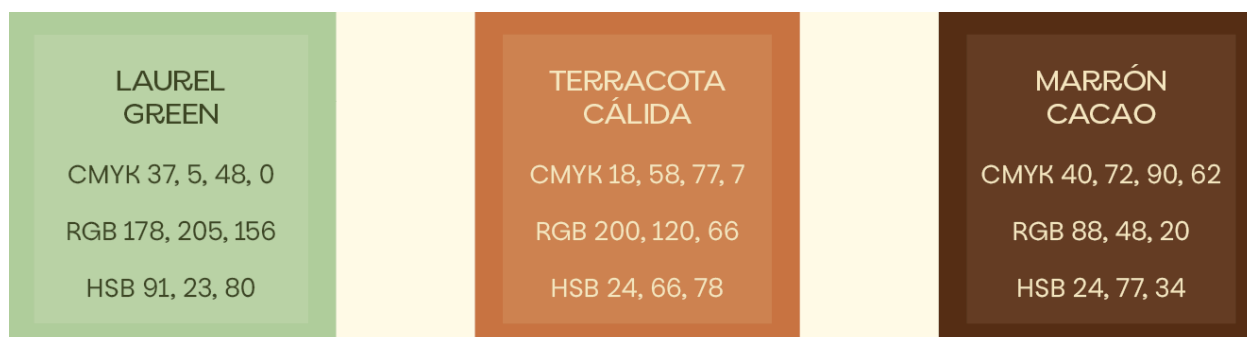 LAUREL
GREEN
CMYK 37, 5, 48, 0
RGB 178, 205, 156
HSB 91, 23, 80
TERRACOTA
CÁLIDA
CMYK 18, 58, 77, 7
RGB 200, 120, 66
HSB 24, 66, 78
MARRÓN
CACAO
CMYK 40, 72, 90, 62
RGB 88, 48, 20
HSB 24, 77, 34